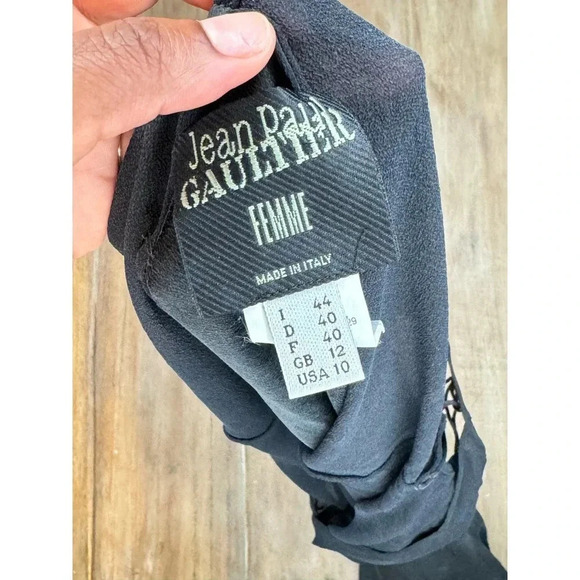 Jean Paul
GAULTIER
FEMME
MADE IN ITALY
I 44
D 40
F 40
GB 12
USA 10